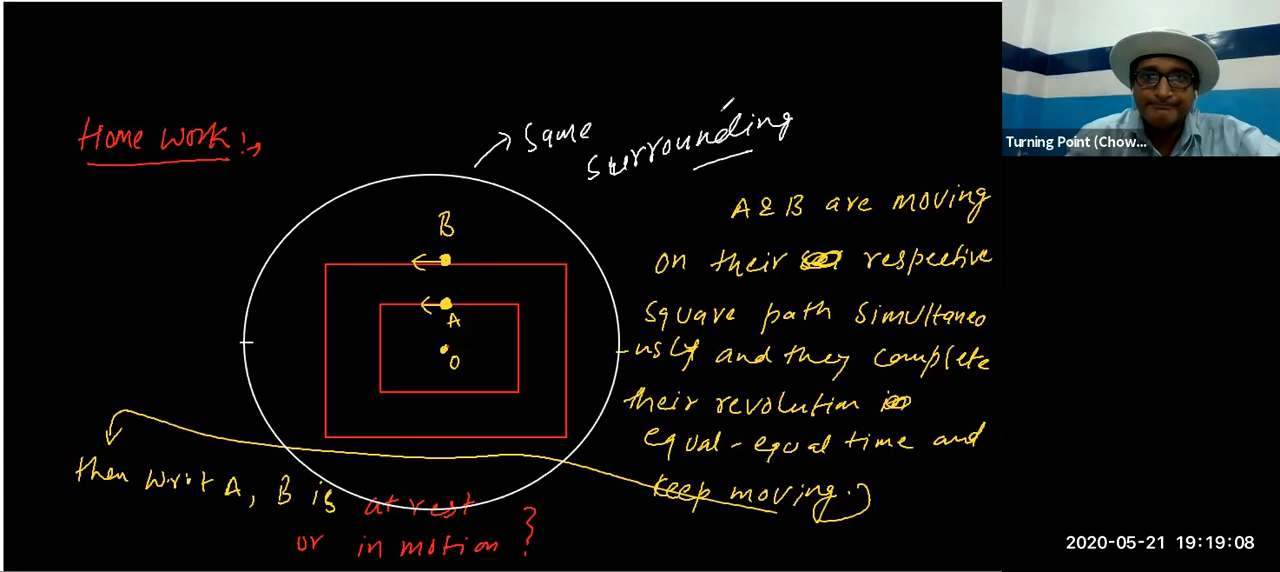 Home work :→
Same
surrounding
B
A
O
A & B are moving
on their respective
square path simultaneo
-usly and they complete
their revolution in
equal-equal time and
keep moving.
then w.r.t A, B is at rest
or in motion ?
Turning Point (Chow...
2020-05-21 19:19:08